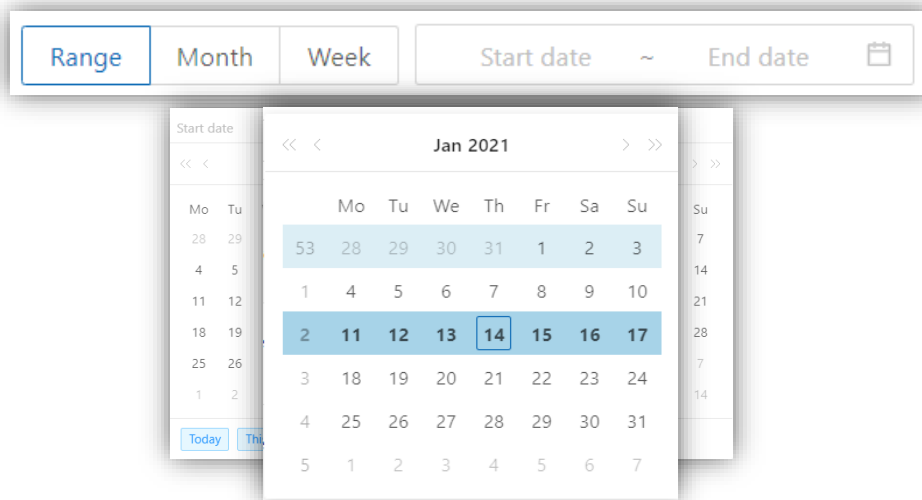 Range Month Week Start date ~ End date
Start date
Jan 2021
Mo Tu
28 29
4 5
11 12
18 19
25 26
1 2
Today
Mo Tu We Th Fr Sa Su
53 28 29 30 31 1 2 3
1 4 5 6 7 8 9 10
2 11 12 13 14 15 16 17
3 18 19 20 21 22 23 24
4 25 26 27 28 29 30 31
5 1 2 3 4 5 6 7
Su
7
14
21
28
7
14